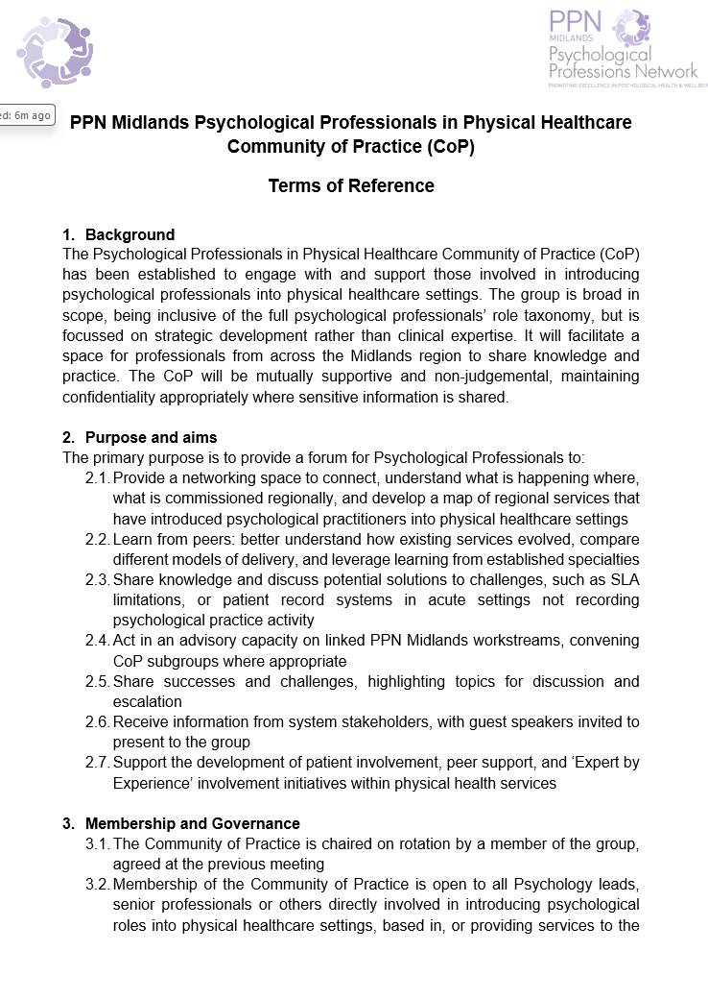 PPN
MIDLANDS
Psychological
Professions Network
PROMOTING EXCELLENCE IN PSYCHOLOGICAL HEALTH & WELLBEI
ed: 6m ago
PPN Midlands Psychological Professionals in Physical Healthcare
Community of Practice (CoP)
Terms of Reference
1. Background
The Psychological Professionals in Physical Healthcare Community of Practice (CoP)
has been established to engage with and support those involved in introducing
psychological professionals into physical healthcare settings. The group is broad in
scope, being inclusive of the full psychological professionals’ role taxonomy, but is
focussed on strategic development rather than clinical expertise. It will facilitate a
space for professionals from across the Midlands region to share knowledge and
practice. The CoP will be mutually supportive and non-judgemental, maintaining
confidentiality appropriately where sensitive information is shared.
2. Purpose and aims
The primary purpose is to provide a forum for Psychological Professionals to:
2.1. Provide a networking space to connect, understand what is happening where,
what is commissioned regionally, and develop a map of regional services that
have introduced psychological practitioners into physical healthcare settings
2.2. Learn from peers: better understand how existing services evolved, compare
different models of delivery, and leverage learning from established specialties
2.3. Share knowledge and discuss potential solutions to challenges, such as SLA
limitations, or patient record systems in acute settings not recording
psychological practice activity
2.4. Act in an advisory capacity on linked PPN Midlands workstreams, convening
CoP subgroups where appropriate
2.5. Share successes and challenges, highlighting topics for discussion and
escalation
2.6. Receive information from system stakeholders, with guest speakers invited to
present to the group
2.7. Support the development of patient involvement, peer support, and ‘Expert by
Experience’ involvement initiatives within physical health services
3. Membership and Governance
3.1. The Community of Practice is chaired on rotation by a member of the group,
agreed at the previous meeting
3.2. Membership of the Community of Practice is open to all Psychology leads,
senior professionals or others directly involved in introducing psychological
roles into physical healthcare settings, based in, or providing services to the